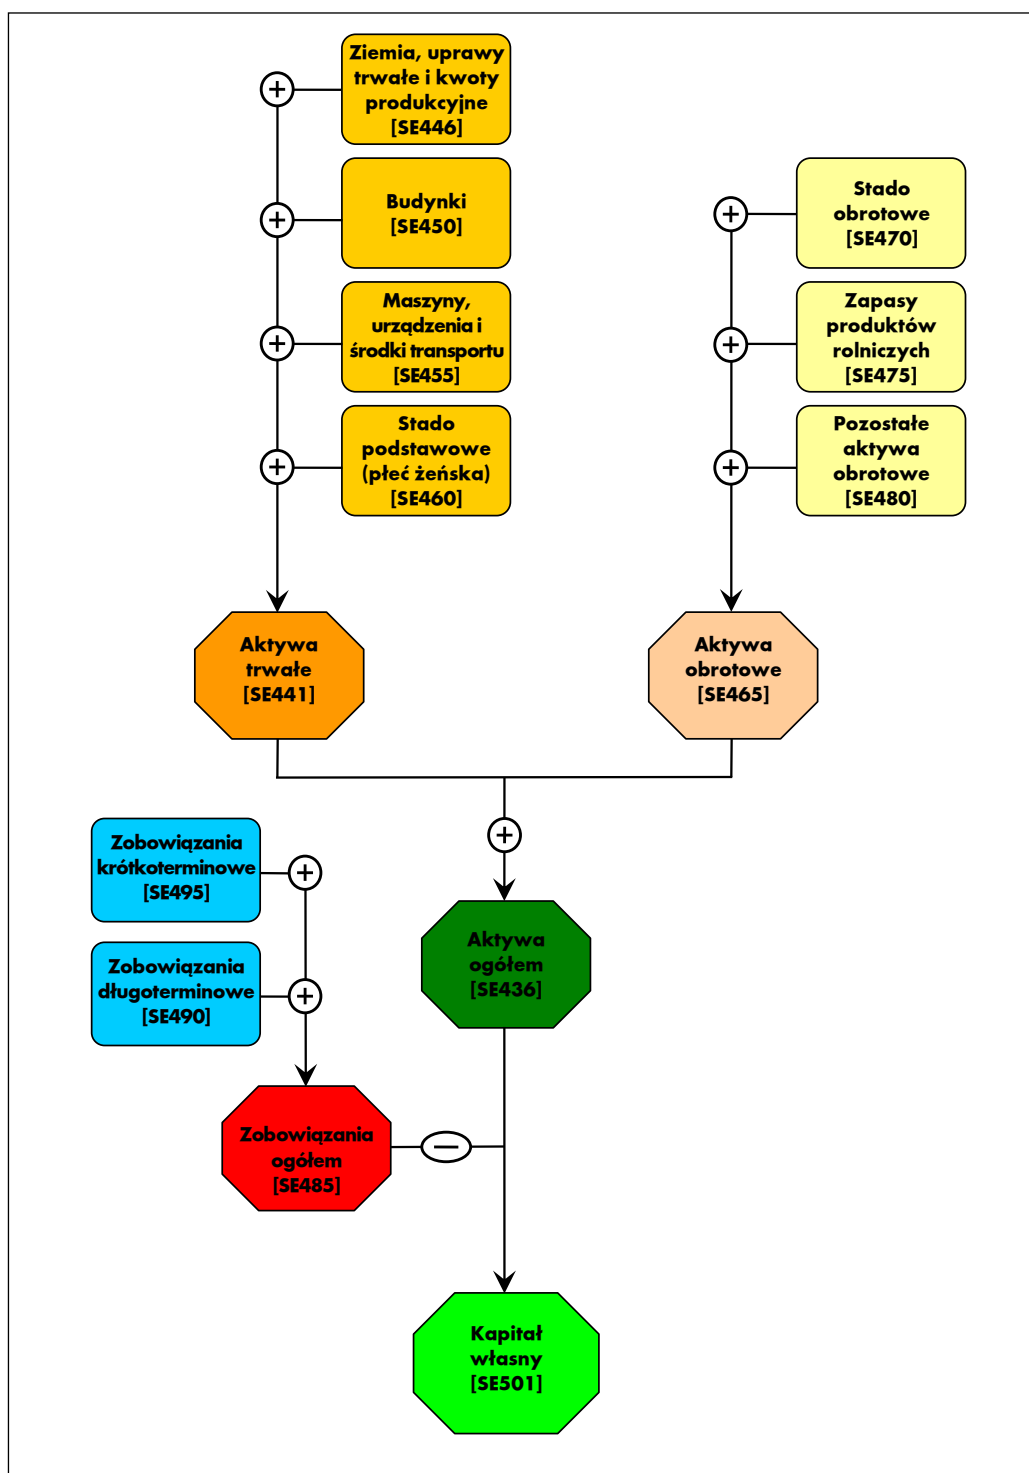 Ziemia, uprawy
trwałe i kwoty
produkcyjne
[SE446]
Budynki
[SE450]
Maszyny,
urządzenia i
środki transportu
[SE455]
Stado
podstawowe
(płeć żeńska)
[SE460]
Stado
obrotowe
[SE470]
Zapasy
produktów
rolniczych
[SE475]
Pozostałe
aktywa
obrotowe
[SE480]
Aktywa
trwałe
[SE441]
Aktywa
obrotowe
[SE465]
Zobowiązania
krótkoterminowe
[SE495]
Zobowiązania
długoterminowe
[SE490]
Aktywa
ogółem
[SE436]
Zobowiązania
ogółem
[SE485]
Kapitał
własny
[SE501]